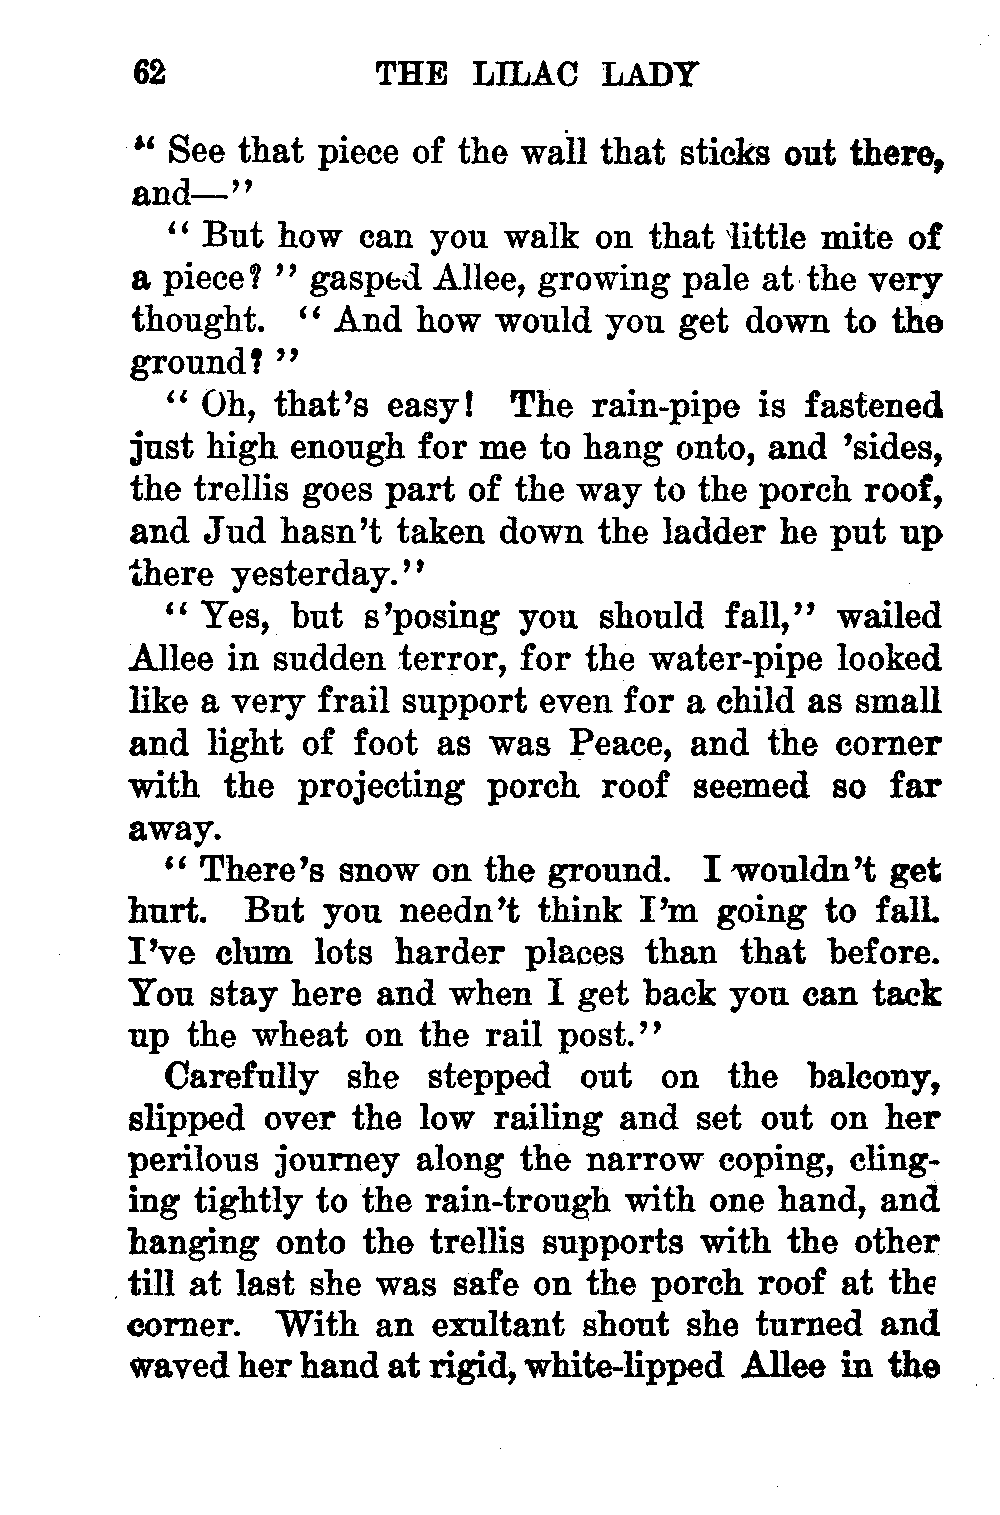 62 THE LILAC LADY
“ See that piece of the wall that sticks out there,
and—”
“ But how can you walk on that little mite of
a piece? ” gasped Allee, growing pale at the very
thought. “ And how would you get down to the
ground? ”
“ Oh, that’s easy! The rain-pipe is fastened
just high enough for me to hang onto, and ’sides,
the trellis goes part of the way to the porch roof,
and Jud hasn’t taken down the ladder he put up
there yesterday.”
“ Yes, but s’posing you should fall,” wailed
Allee in sudden terror, for the water-pipe looked
like a very frail support even for a child as small
and light of foot as was Peace, and the corner
with the projecting porch roof seemed so far
away.
“ There’s snow on the ground. I wouldn’t get
hurt. But you needn’t think I’m going to fall.
I’ve clum lots harder places than that before.
You stay here and when I get back you can tack
up the wheat on the rail post.”
Carefully she stepped out on the balcony,
slipped over the low railing and set out on her
perilous journey along the narrow coping, cling-
ing tightly to the rain-trough with one hand, and
hanging onto the trellis supports with the other
till at last she was safe on the porch roof at the
corner. With an exultant shout she turned and
waved her hand at rigid, white-lipped Allee in the